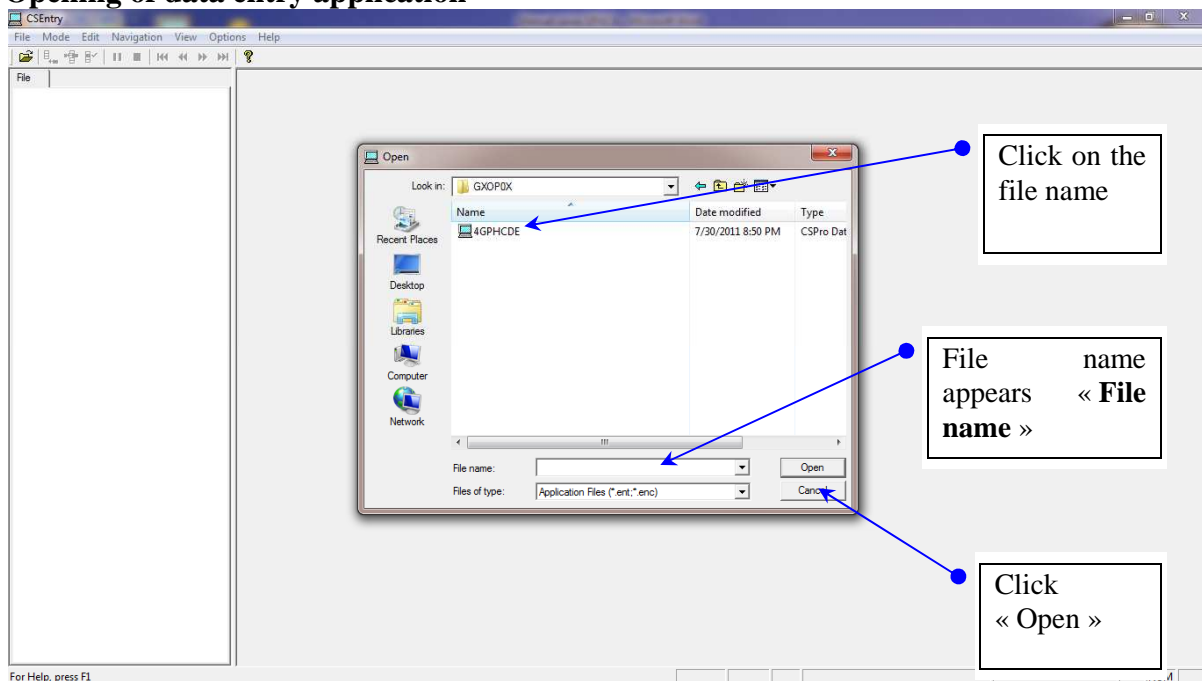 Opening of data entry application
CSEntry
File Mode Edit Navigation View Options Help
File
Open
Look in: GXOP0X
Name Date modified Type
4GPHCDE 7/30/2011 8:50 PM CSPro Dat
Recent Places
Desktop
Libraries
Computer
Network
File name: Open
Files of type: Application Files (*.ent;*.enc) Cancel
Click on the
file name
File name
appears « File
name »
Click
« Open »
For Help, press F1